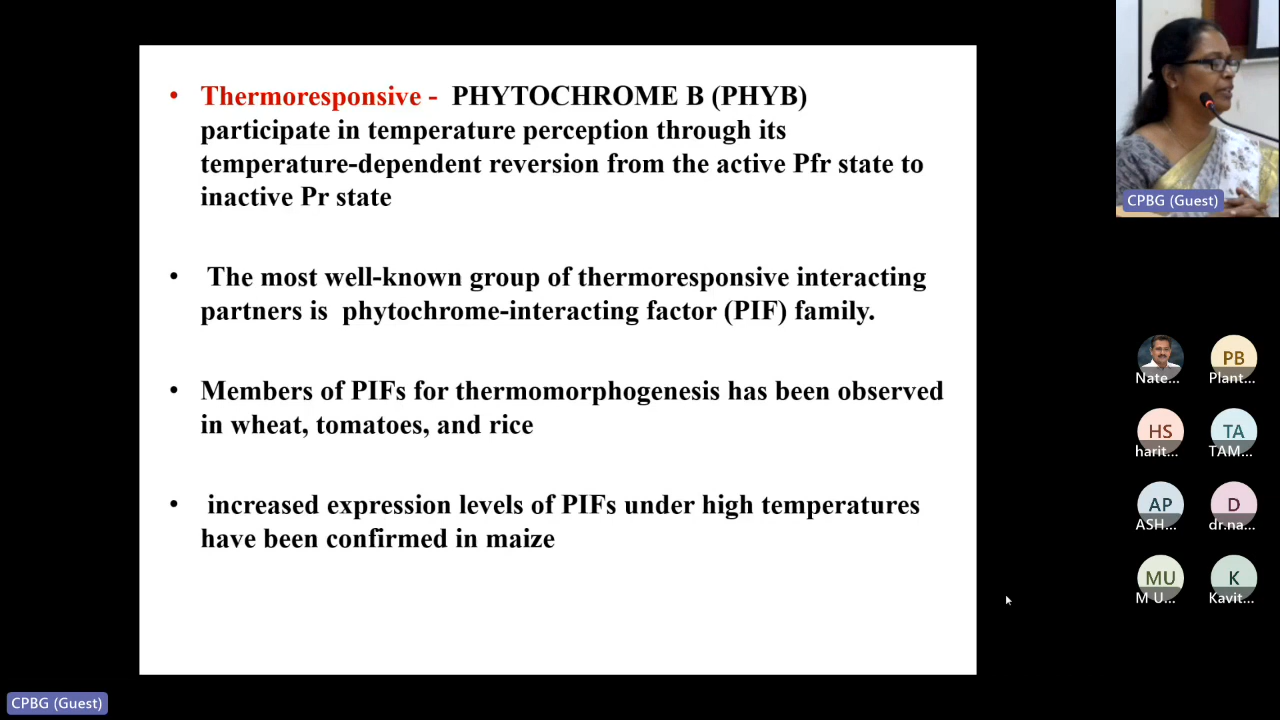 • Thermoresponsive - PHYTOCHROME B (PHYB)
participate in temperature perception through its
temperature-dependent reversion from the active Pfr state to
inactive Pr state
• The most well-known group of thermoresponsive interacting
partners is phytochrome-interacting factor (PIF) family.
• Members of PIFs for thermomorphogenesis has been observed
in wheat, tomatoes, and rice
• increased expression levels of PIFs under high temperatures
have been confirmed in maize
CPBG (Guest)
Nate...
PB
Plant...
HS
harit...
TA
TAM...
AP
ASH...
D
dr.na...
MU
M U...
K
Kavit...
CPBG (Guest)